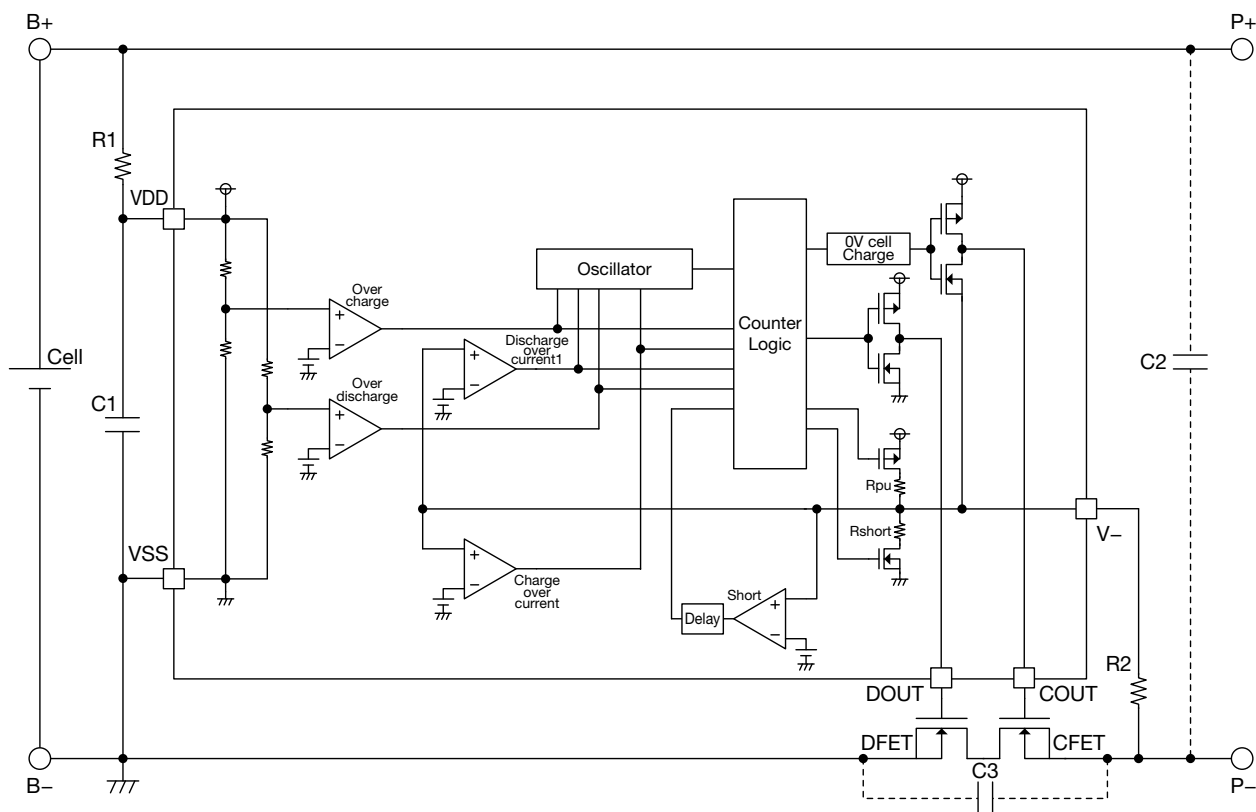 B+
P+
R1
VDD
0V cell
Charge
Oscillator
Over
charge
Counter
Logic
Discharge
over
current1
Cell
C2
Over
discharge
C1
Rpu
Rshort
V−
VSS
Charge
over
current
Short
Delay
R2
DOUT
COUT
DFET
CFET
C3
B−
P−
+
−
+
−
+
−
+
−
+
−